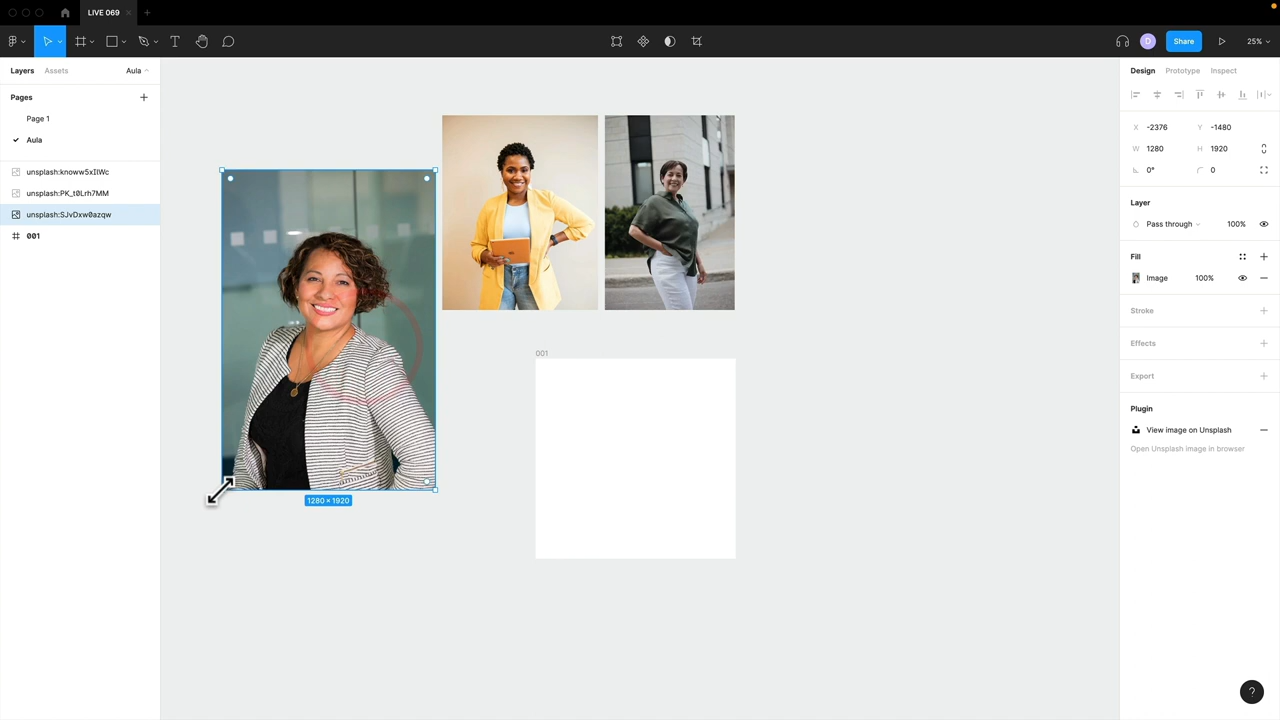 LIVE 069
Share
25%
Layers
Assets
Aula
Pages
Page 1
Aula
unsplash:knoww5xIlWc
unsplash:PK_t0Lrh7MM
unsplash:SJvDxw0azqw
001
1280 × 1920
001
Design
Prototype
Inspect
X -2376 Y -1480
W 1280 H 1920
0° 0
Layer
Pass through 100%
Fill
Image 100%
Stroke
Effects
Export
Plugin
View image on Unsplash
Open Unsplash image in browser
D
?